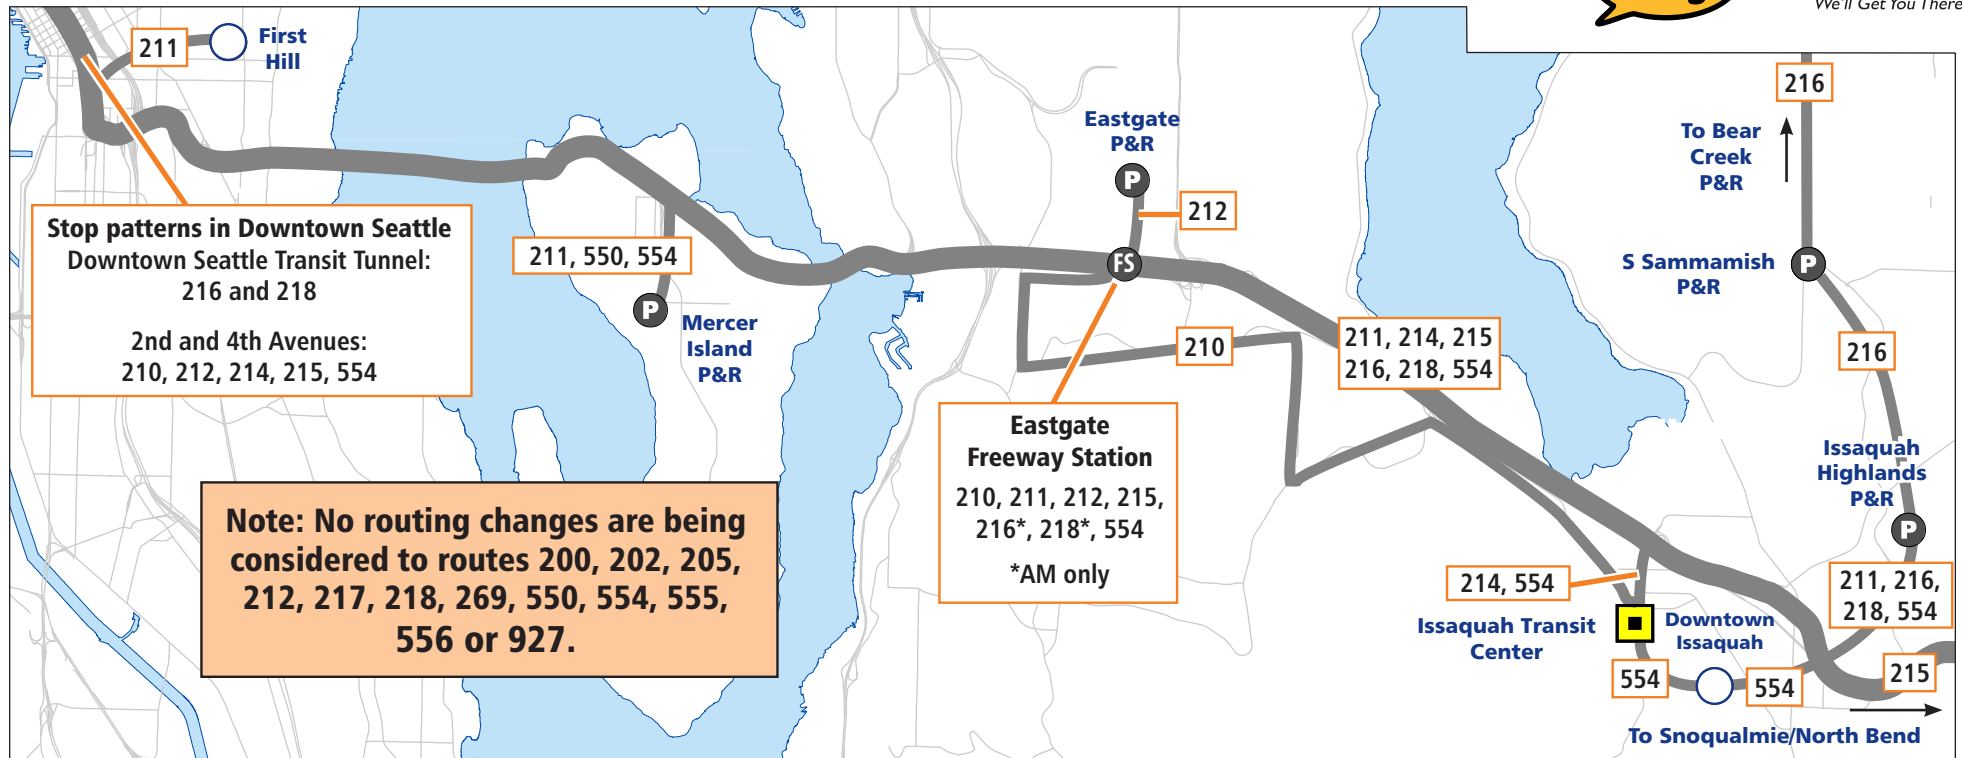 We'll Get You There
211
First
Hill
216
To Bear
Creek
P&R
Eastgate
P&R
P
212
Stop patterns in Downtown Seattle
Downtown Seattle Transit Tunnel:
216 and 218
2nd and 4th Avenues:
210, 212, 214, 215, 554
211, 550, 554
P
Mercer
Island
P&R
FS
S Sammamish
P&R
P
210
211, 214, 215
216, 218, 554
216
Eastgate
Freeway Station
210, 211, 212, 215,
216*, 218*, 554
*AM only
Issaquah
Highlands
P&R
P
Note: No routing changes are being
considered to routes 200, 202, 205,
212, 217, 218, 269, 550, 554, 555,
556 or 927.
214, 554
211, 216,
218, 554
Issaquah Transit
Center
Downtown
Issaquah
554
554
215
To Snoqualmie/North Bend